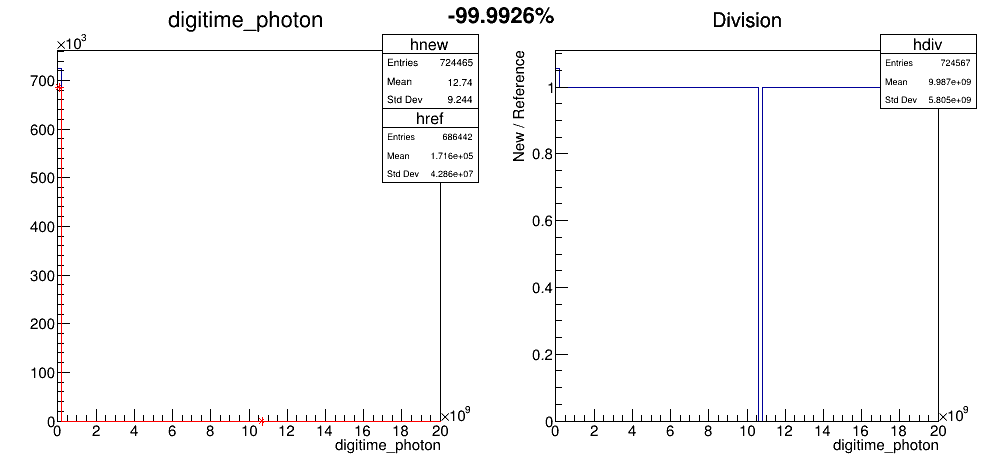 -99.9926%
digitime_photon
×10³
hnew
Entries 724465
Mean 12.74
Std Dev 9.244
href
Entries 686442
Mean 1.716e+05
Std Dev 4.286e+07
700
600
500
400
300
200
100
0
0 2 4 6 8 10 12 14 16 18 20
×10⁹
digitime_photon
Division
New / Reference
hdiv
Entries 724567
Mean 9.987e+09
Std Dev 5.805e+09
1
0.8
0.6
0.4
0.2
0
0 2 4 6 8 10 12 14 16 18 20
×10⁹
digitime_photon